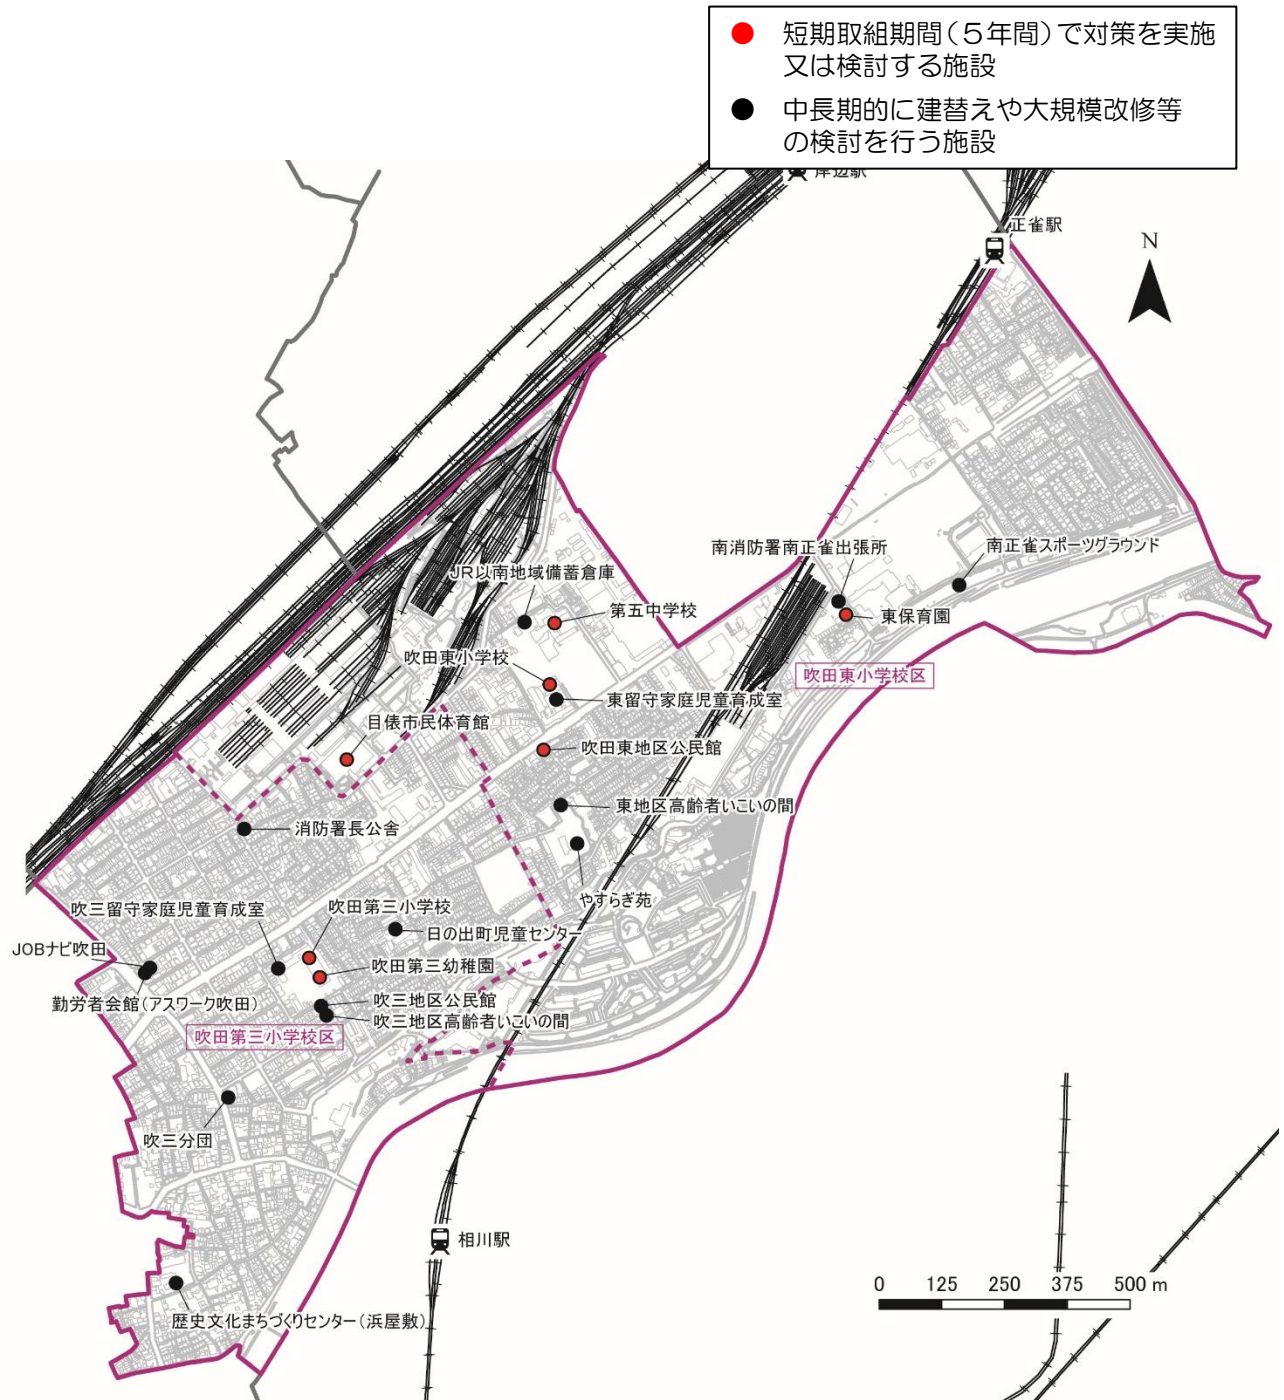 短期取組期間(5年間)で対策を実施
又は検討する施設
中長期的に建替えや大規模改修等
の検討を行う施設
岸辺駅
正雀駅
N
南消防署南正雀出張所
南正雀スポーツグラウンド
JR以南地域備蓄倉庫
第五中学校
東保育園
吹田東小学校
吹田東小学校区
東留守家庭児童育成室
目俵市民体育館
吹田東地区公民館
東地区高齢者いこいの間
消防署長公舎
やすらぎ苑
吹三留守家庭児童育成室
吹田第三小学校
日の出町児童センター
JOBナビ吹田
吹田第三幼稚園
勤労者会館(アスワーク吹田)
吹三地区公民館
吹三地区高齢者いこいの間
吹田第三小学校区
吹三分団
相川駅
0 125 250 375 500 m
歴史文化まちづくりセンター(浜屋敷)